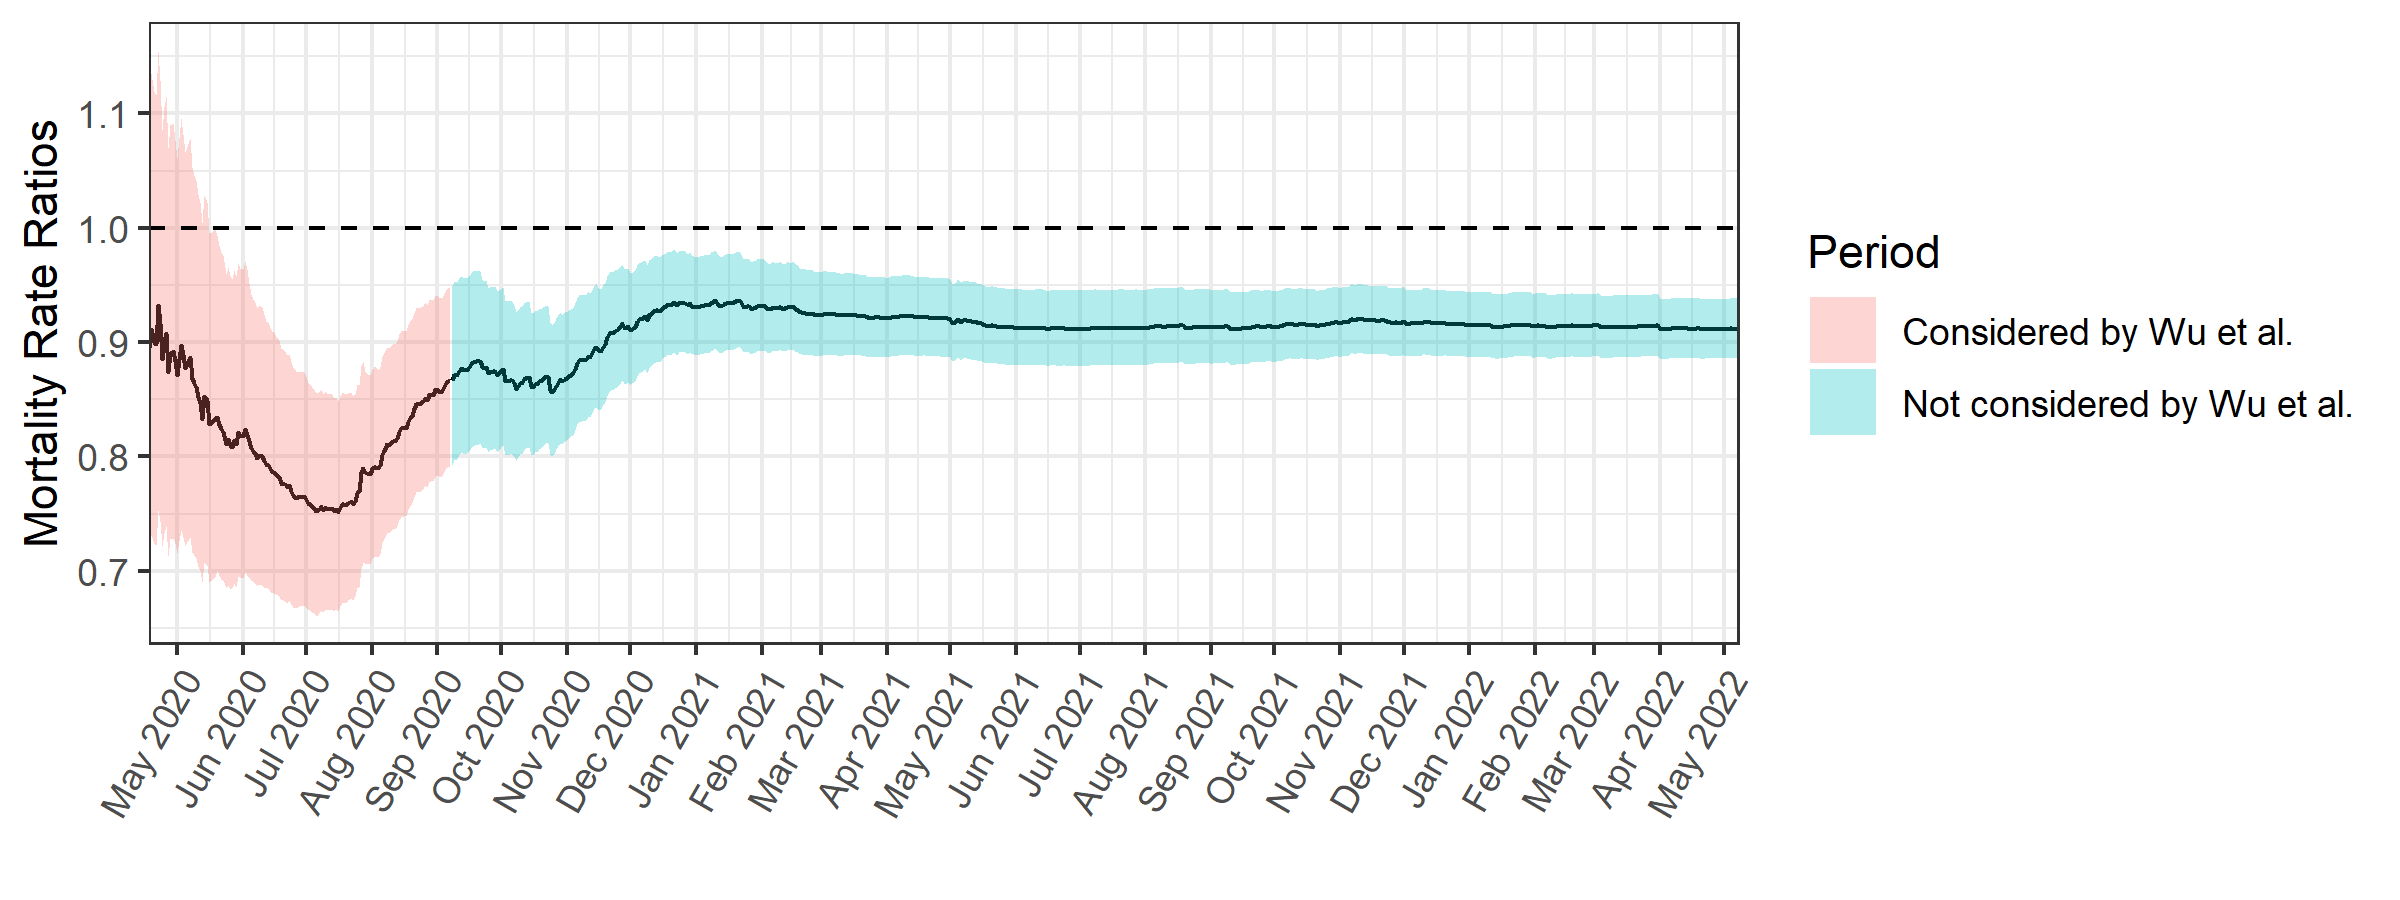 Mortality Rate Ratios
1.1
1.0
0.9
0.8
0.7
May 2020
Jun 2020
Jul 2020
Aug 2020
Sep 2020
Oct 2020
Nov 2020
Dec 2020
Jan 2021
Feb 2021
Mar 2021
Apr 2021
May 2021
Jun 2021
Jul 2021
Aug 2021
Sep 2021
Oct 2021
Nov 2021
Dec 2021
Jan 2022
Feb 2022
Mar 2022
Apr 2022
May 2022
Period
Considered by Wu et al.
Not considered by Wu et al.